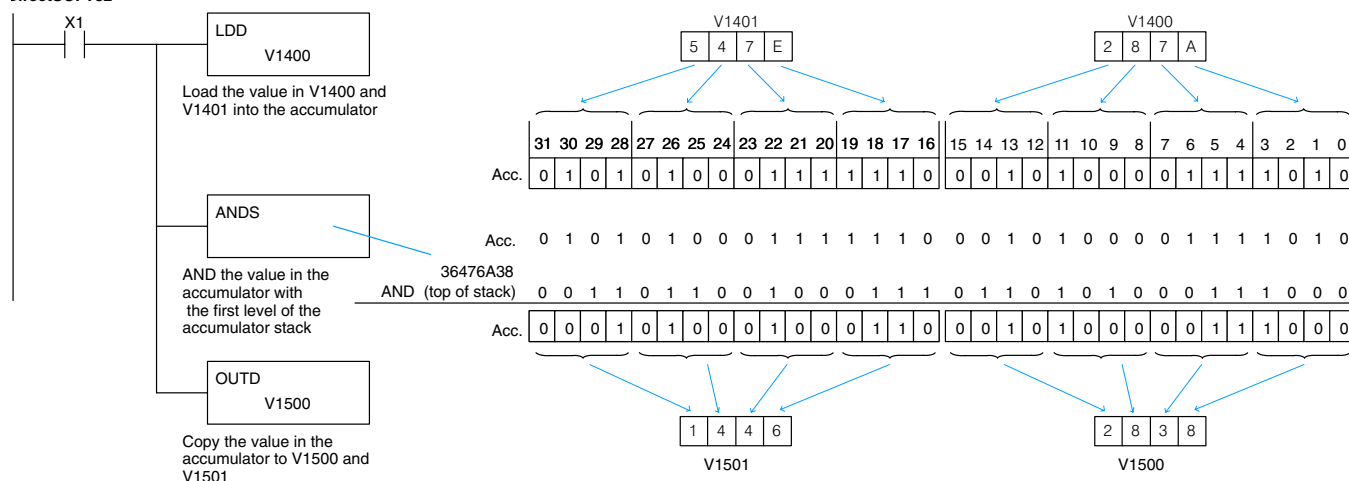 X1
LDD
V1400
Load the value in V1400 and
V1401 into the accumulator
ANDS
AND the value in the
accumulator with
the first level of the
accumulator stack
OUTD
V1500
Copy the value in the
accumulator to V1500 and
V1501
V1401
5 4 7 E
V1400
2 8 7 A
31 30 29 28 27 26 25 24 23 22 21 20 19 18 17 16 15 14 13 12 11 10 9 8 7 6 5 4 3 2 1 0
Acc. 0 1 0 1 0 1 0 0 0 1 1 1 1 1 1 0 0 0 1 0 1 0 0 0 0 1 1 1 1 0 1 0
Acc. 0 1 0 1 0 1 0 0 0 1 1 1 1 1 1 0 0 0 1 0 1 0 0 0 0 1 1 1 1 0 1 0
36476A38
AND (top of stack) 0 0 1 1 0 1 1 0 0 1 0 0 0 1 1 1 0 1 1 0 1 0 1 0 0 0 1 1 1 0 0 0
Acc. 0 0 0 1 0 1 0 0 0 1 0 0 0 1 1 0 0 0 1 0 1 0 0 0 0 0 1 1 1 0 0 0
1 4 4 6
V1501
2 8 3 8
V1500